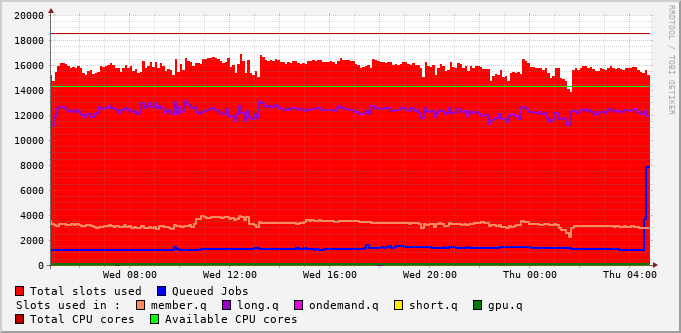 20000
18000
16000
14000
12000
10000
8000
6000
4000
2000
0
Wed 08:00 Wed 12:00 Wed 16:00 Wed 20:00 Thu 00:00 Thu 04:00
RRDTOOL / TOBI OETIKER
Total slots used Queued Jobs
Slots used in : member.q long.q ondemand.q short.q gpu.q
Total CPU cores Available CPU cores